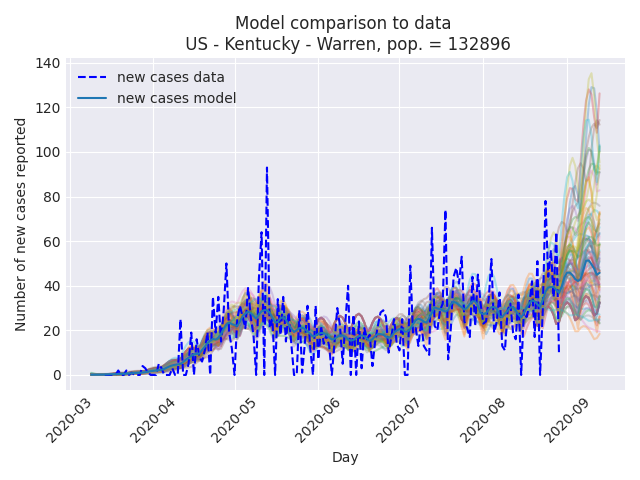 Model comparison to data
US - Kentucky - Warren, pop. = 132896
new cases data
new cases model
Number of new cases reported
140
120
100
80
60
40
20
0
2020-03
2020-04
2020-05
2020-06
2020-07
2020-08
2020-09
Day